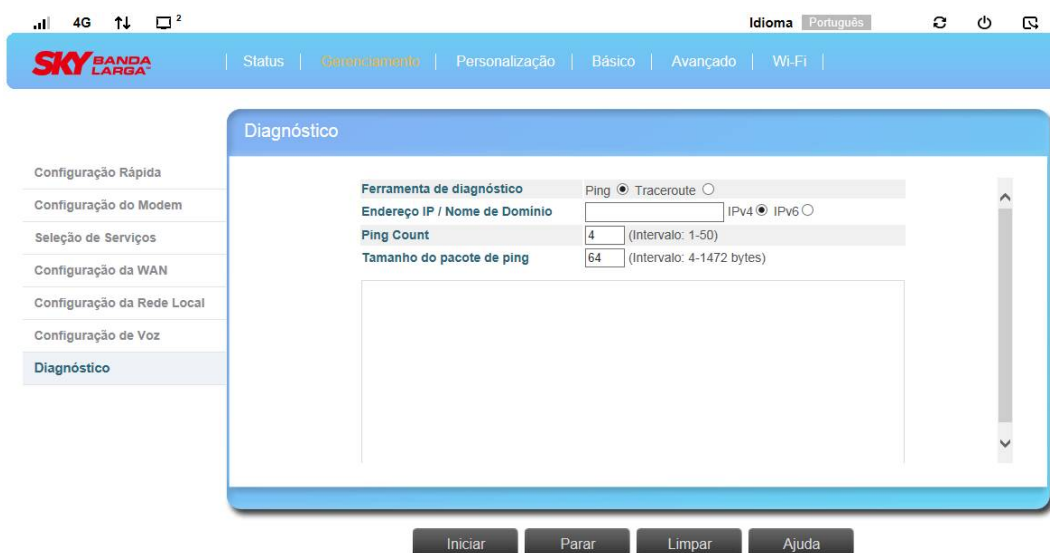 4G 2 Idioma Português
SKY BANDA LARGA™ | Status | Gerenciamento | Personalização | Básico | Avançado | Wi-Fi |
Diagnóstico
Configuração Rápida
Configuração do Modem
Seleção de Serviços
Configuração da WAN
Configuração da Rede Local
Configuração de Voz
Diagnóstico
Ferramenta de diagnóstico Ping Traceroute
Endereço IP / Nome de Domínio IPv4 IPv6
Ping Count 4 (Intervalo: 1-50)
Tamanho do pacote de ping 64 (Intervalo: 4-1472 bytes)
Iniciar Parar Limpar Ajuda